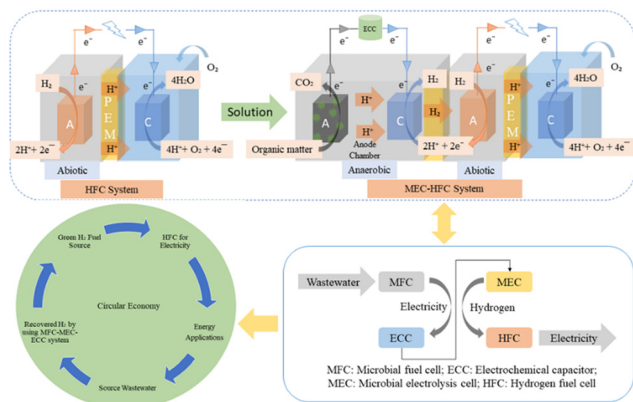 e⁻
e⁻
H₂
H⁺
e⁻
e⁻
4H₂O
O₂
A
PEM
C
2H⁺+ 2e⁻
H⁺
4H⁺+ O₂ + 4e⁻
Abiotic
HFC System
Solution
ECC
e⁻
e⁻
CO₂
e⁻
e⁻
H₂
H⁺
A
C
H⁺
Organic matter
Anode
Chamber
Anaerobic
H₂
2H⁺ + 2e⁻
e⁻
e⁻
H₂
H⁺
e⁻
e⁻
4H₂O
O₂
A
PEM
C
H⁺
4H⁺+ O₂ + 4e⁻
Abiotic
MEC-HFC System
Green H₂ Fuel
Source
HFC for
Electricity
Circular Economy
Recovered H₂ by
using MFC-MEC-
ECC system
Energy
Applications
Source Wastewater
Wastewater
MFC
MEC
Electricity
Hydrogen
ECC
HFC
Electricity
MFC: Microbial fuel cell; ECC: Electrochemical capacitor;
MEC: Microbial electrolysis cell; HFC: Hydrogen fuel cell